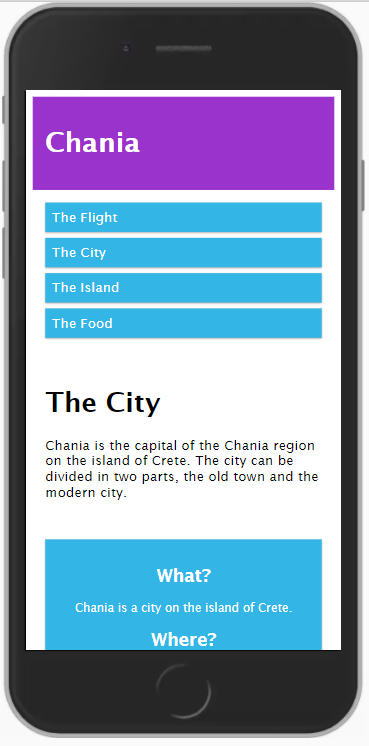 Chania
The Flight
The City
The Island
The Food
The City
Chania is the capital of the Chania region
on the island of Crete. The city can be
divided in two parts, the old town and the
modern city.
What?
Chania is a city on the island of Crete.
Where?